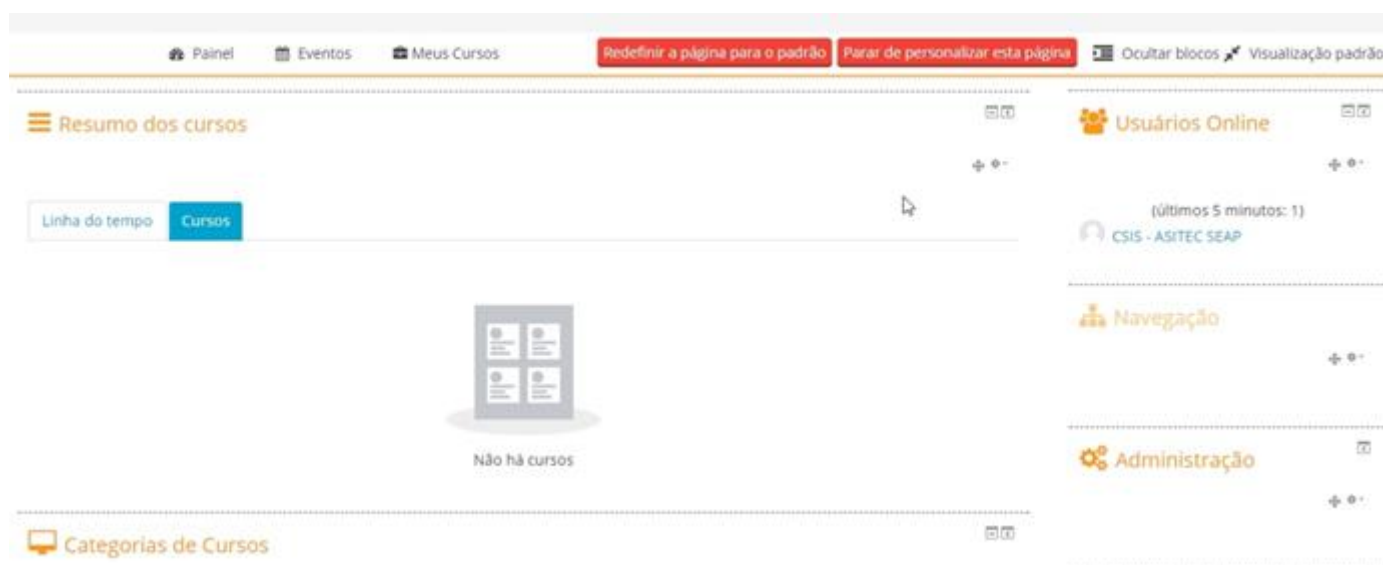 Painel Eventos Meus Cursos Redefinir a página para o padrão Parar de personalizar esta página Ocultar blocos Visualização padrão
Resumo dos cursos
Linha do tempo Cursos
Não há cursos
Categorias de Cursos
Usuários Online
(últimos 5 minutos: 1)
CSIS - ASITEC SEAP
Navegação
Administração